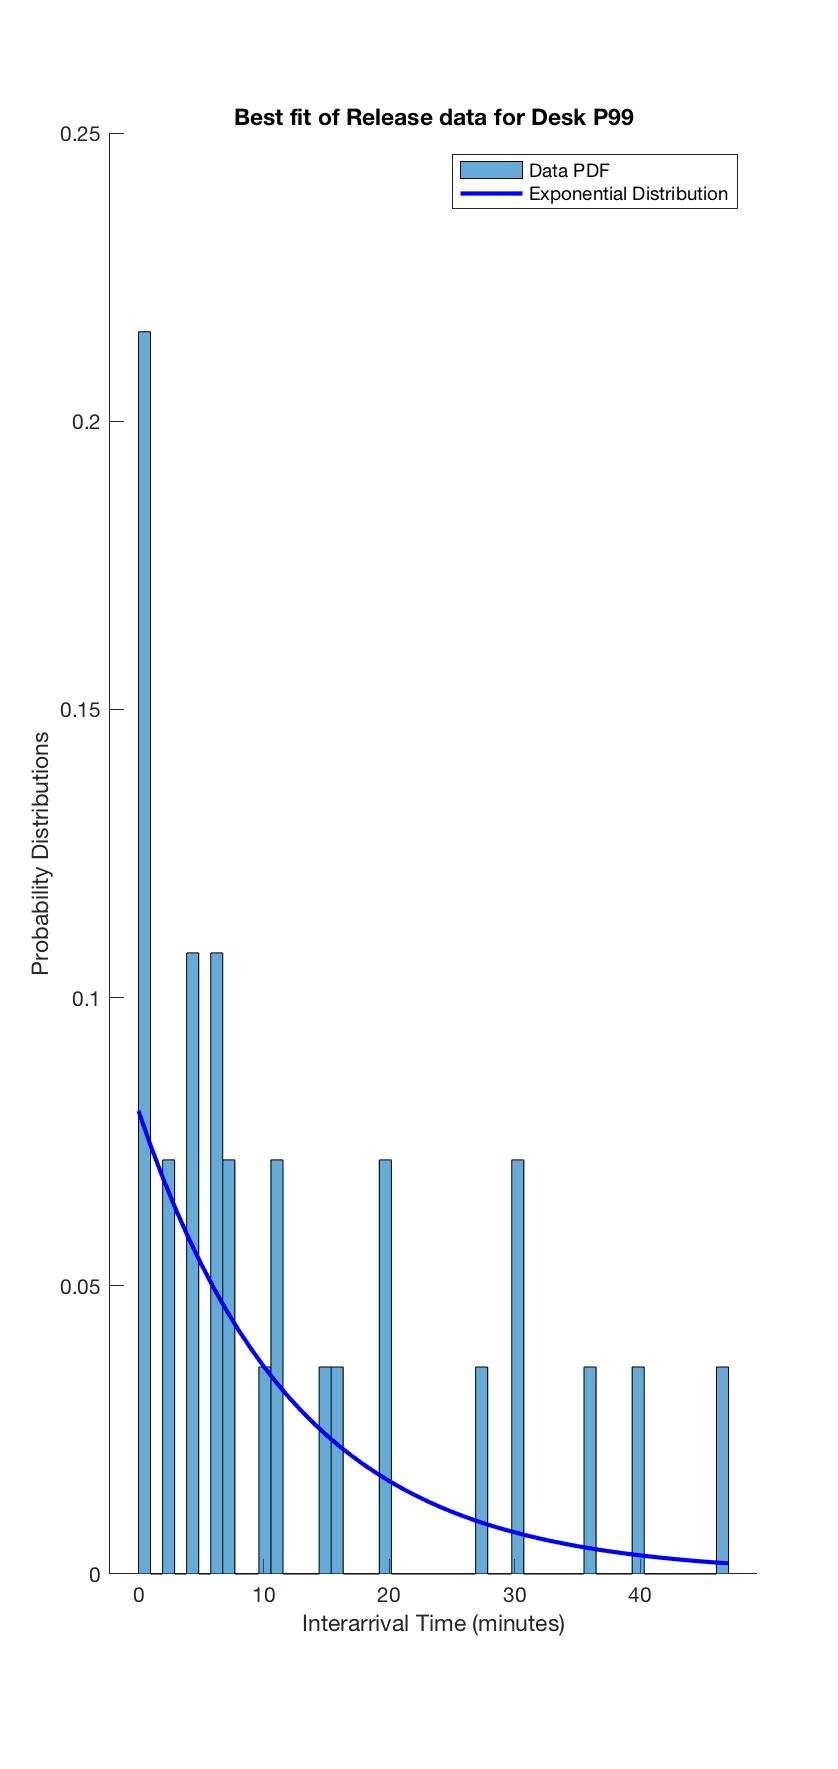 Best fit of Release data for Desk P99
Data PDF
Exponential Distribution
0.25
0.2
0.15
0.1
0.05
0
Probability Distributions
0 10 20 30 40
Interarrival Time (minutes)